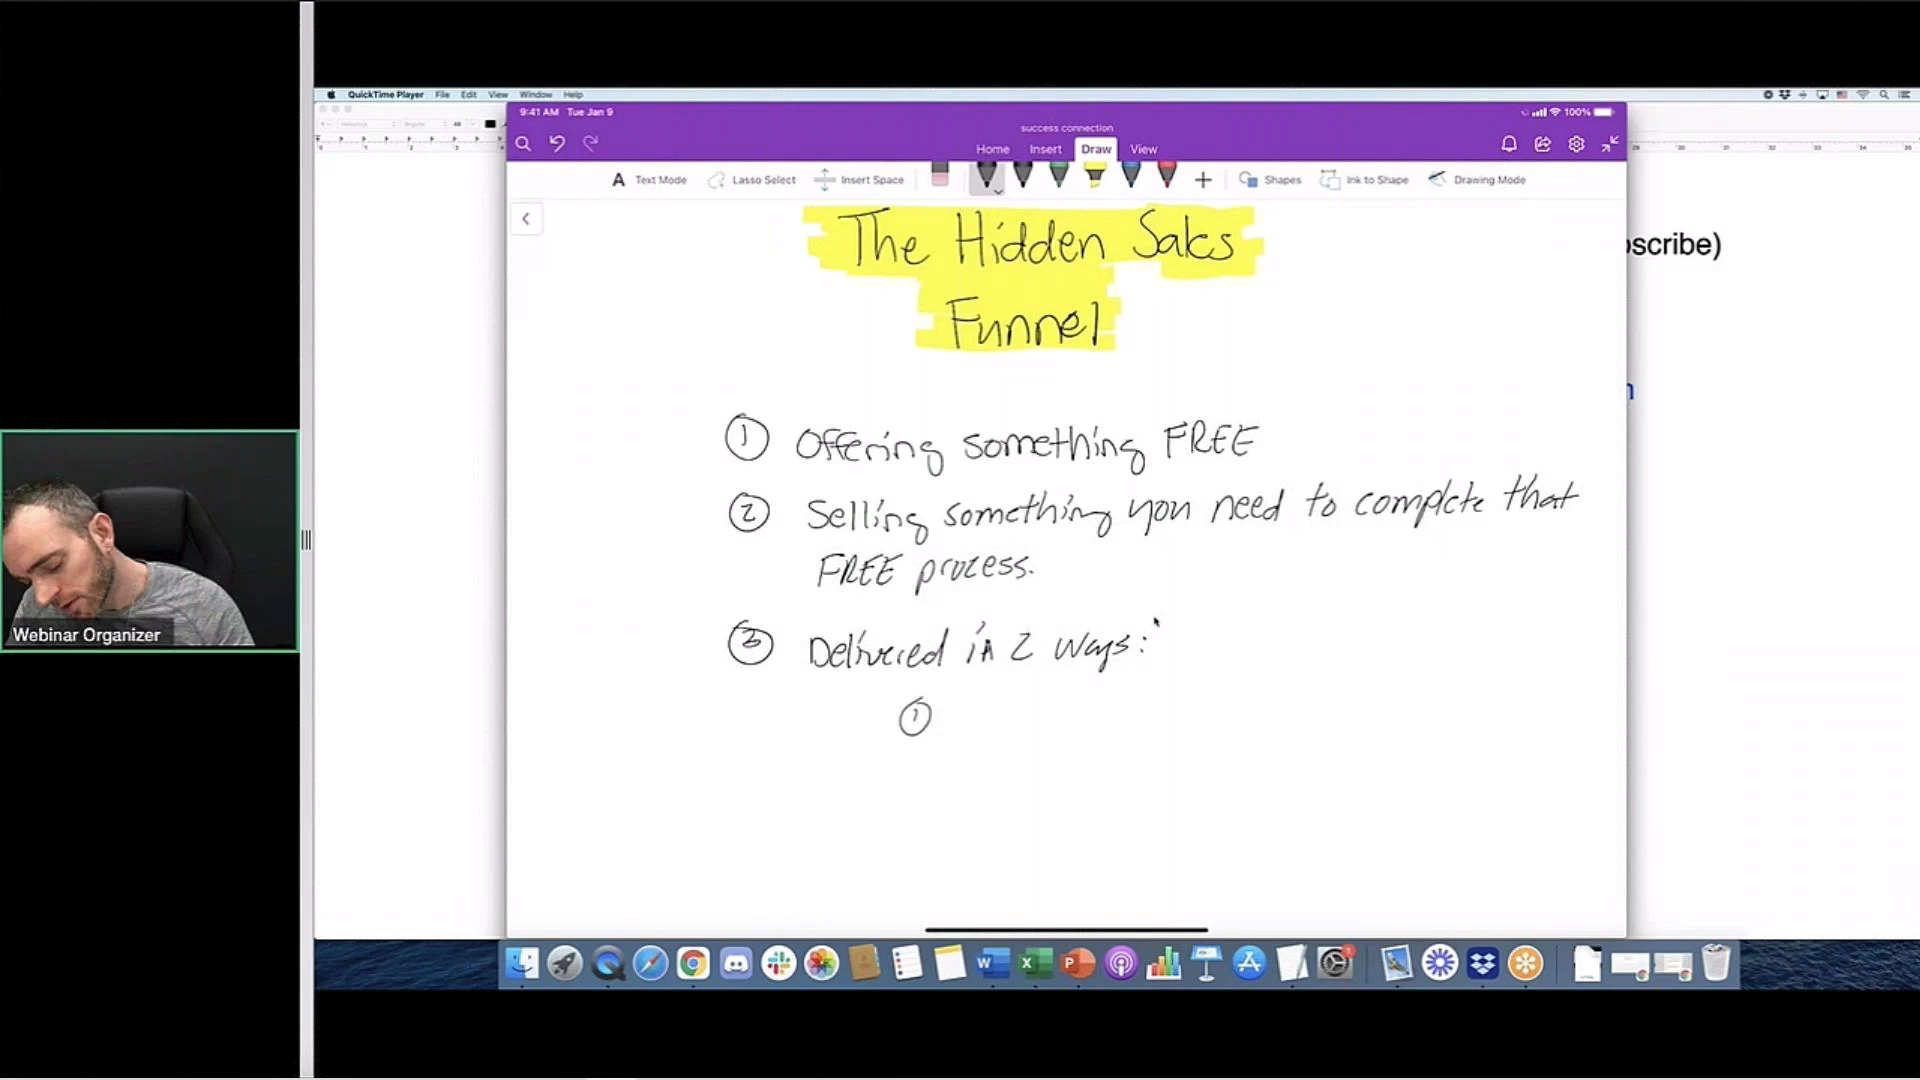 QuickTime Player File Edit View Window Help
9:41 AM Tue Jan 9
100%
success connection
Home Insert Draw View
Text Mode Lasso Select Insert Space Shapes Ink to Shape Drawing Mode
The Hidden Sales
Funnel
scribe)
① Offering something FREE
② Selling something you need to complete that
FREE process.
③ Delivered in 2 ways:
①
Webinar Organizer